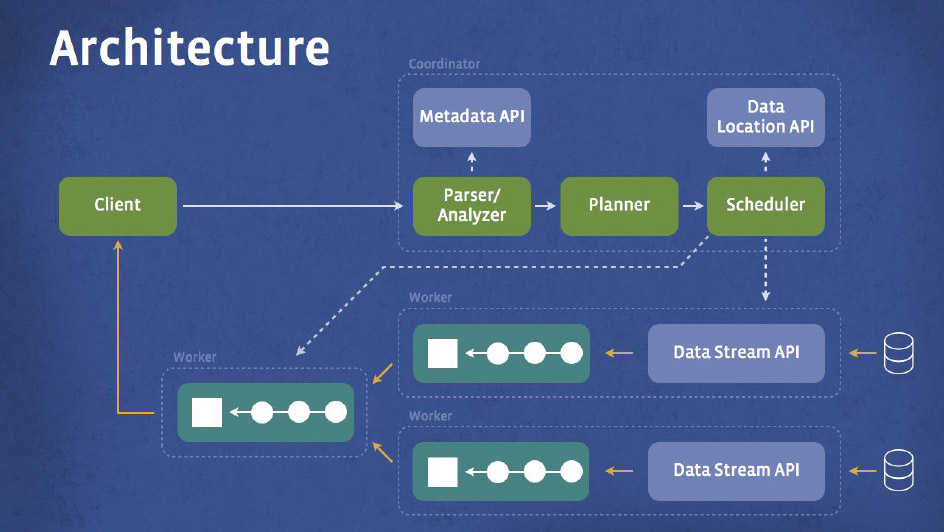 Architecture
Coordinator
Metadata API
Data
Location API
Client
Parser/
Analyzer
Planner
Scheduler
Worker
Data Stream API
Worker
Worker
Data Stream API